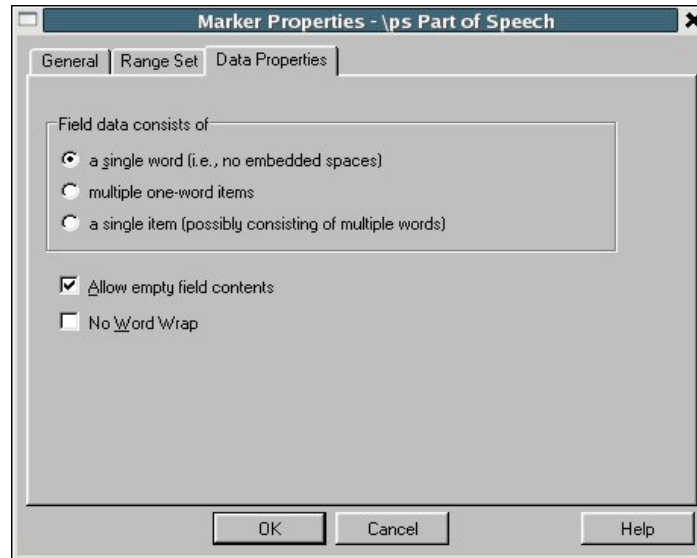 Marker Properties - \ps Part of Speech
General Range Set Data Properties
Field data consists of
a single word (i.e., no embedded spaces)
multiple one-word items
a single item (possibly consisting of multiple words)
Allow empty field contents
No Word Wrap
OK Cancel Help